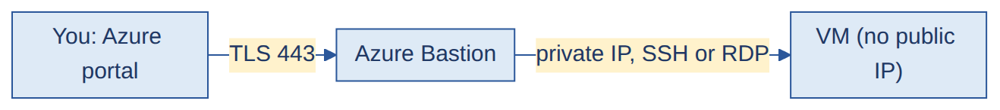 You: Azure
portal
TLS 443
Azure Bastion
private IP, SSH or RDP
VM (no public
IP)